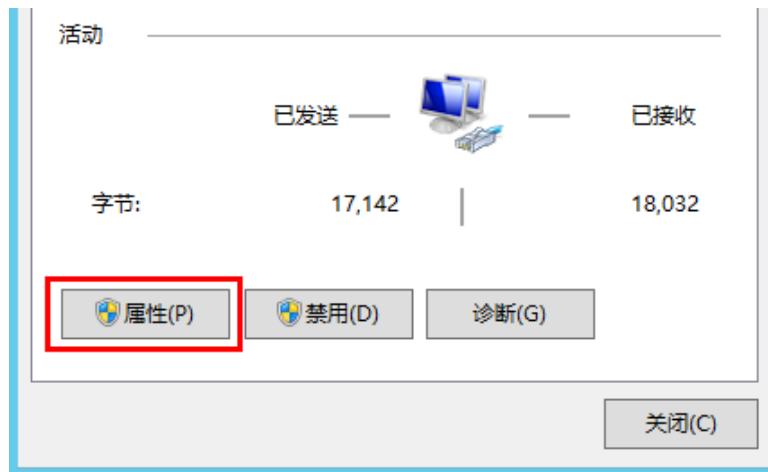 活动
已发送 已接收
字节: 17,142 18,032
属性(P) 禁用(D) 诊断(G)
关闭(C)